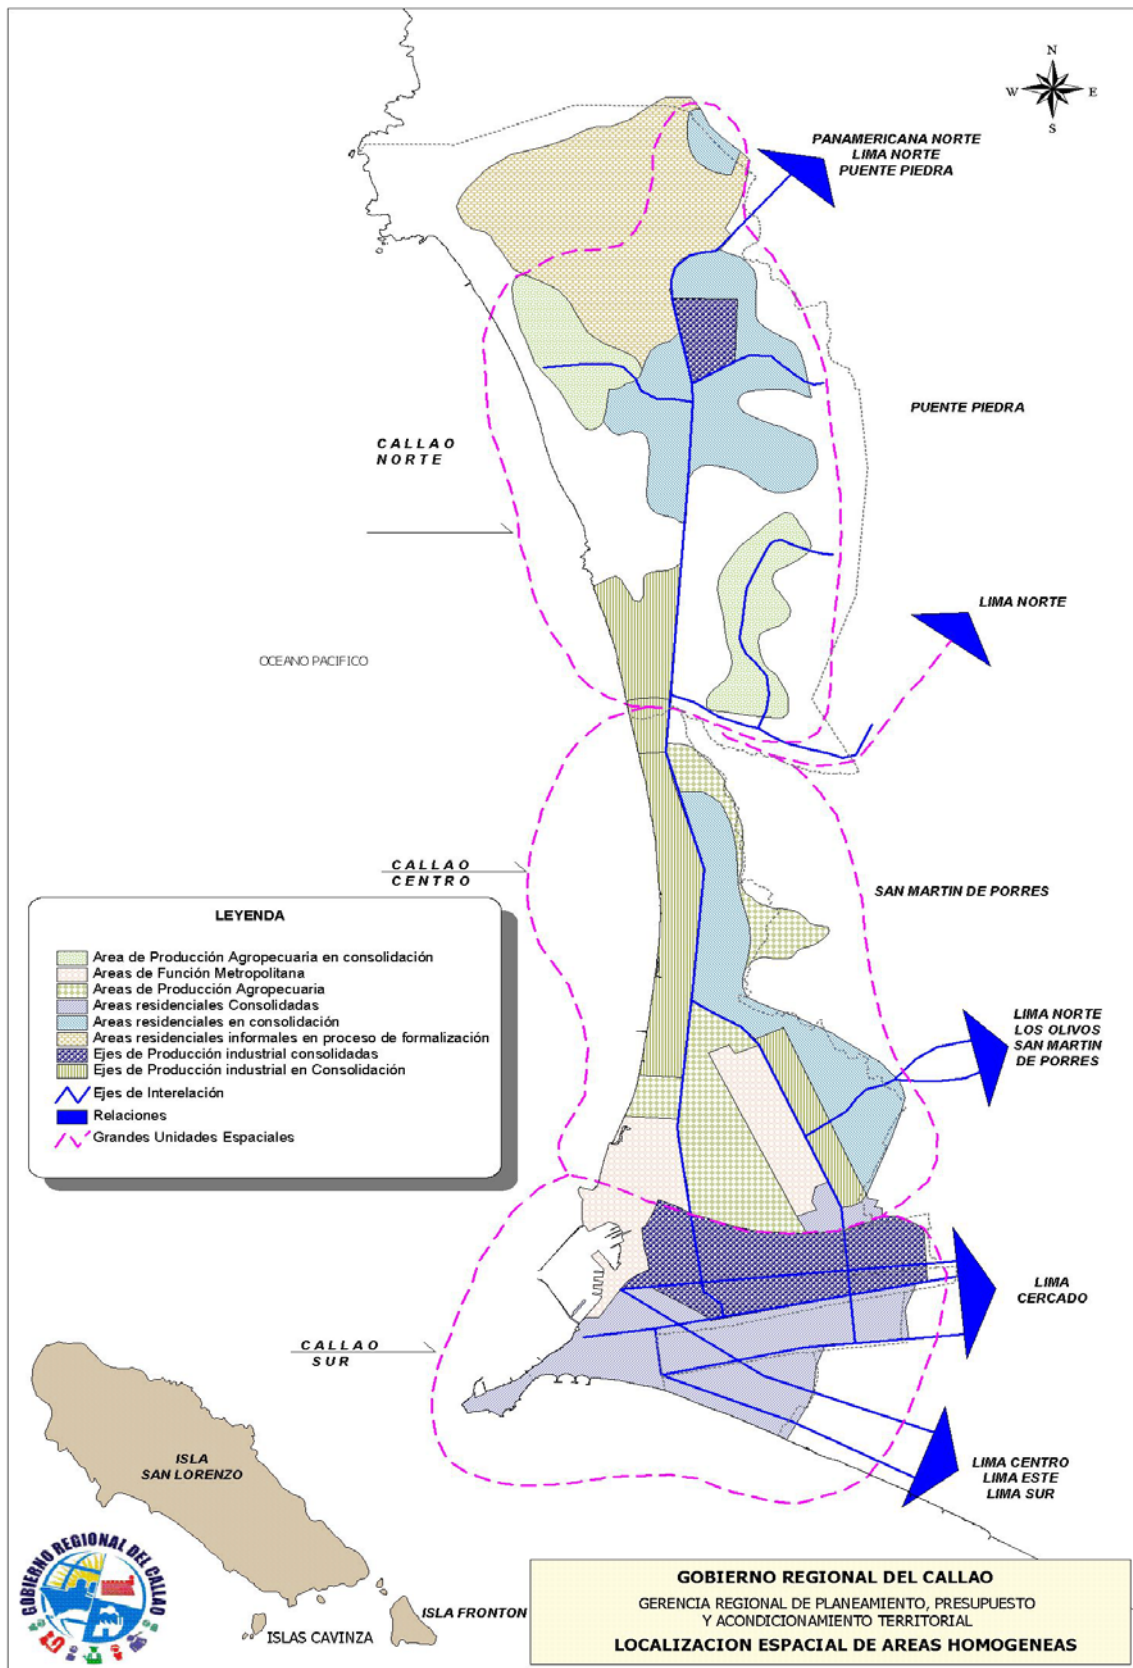 N
W
E
S
PANAMERICANA NORTE
LIMA NORTE
PUENTE PIEDRA
PUENTE PIEDRA
CALLAO
NORTE
LIMA NORTE
OCEANO PACIFICO
CALLAO
CENTRO
SAN MARTIN DE PORRES
LEYENDA
Area de Producción Agropecuaria en consolidación
Areas de Función Metropolitana
Areas de Producción Agropecuaria
Areas residenciales Consolidadas
Areas residenciales en consolidación
Areas residenciales informales en proceso de formalización
Ejes de Producción industrial consolidadas
Ejes de Producción industrial en Consolidación
Ejes de Interelación
Relaciones
Grandes Unidades Espaciales
LIMA NORTE
LOS OLIVOS
SAN MARTIN
DE PORRES
LIMA
CERCADO
CALLAO
SUR
ISLA
SAN LORENZO
LIMA CENTRO
LIMA ESTE
LIMA SUR
GOBIERNO REGIONAL DEL CALLAO
ISLA FRONTON
ISLAS CAVINZA
GOBIERNO REGIONAL DEL CALLAO
GERENCIA REGIONAL DE PLANEAMIENTO, PRESUPUESTO
Y ACONDICIONAMIENTO TERRITORIAL
LOCALIZACION ESPACIAL DE AREAS HOMOGENEAS